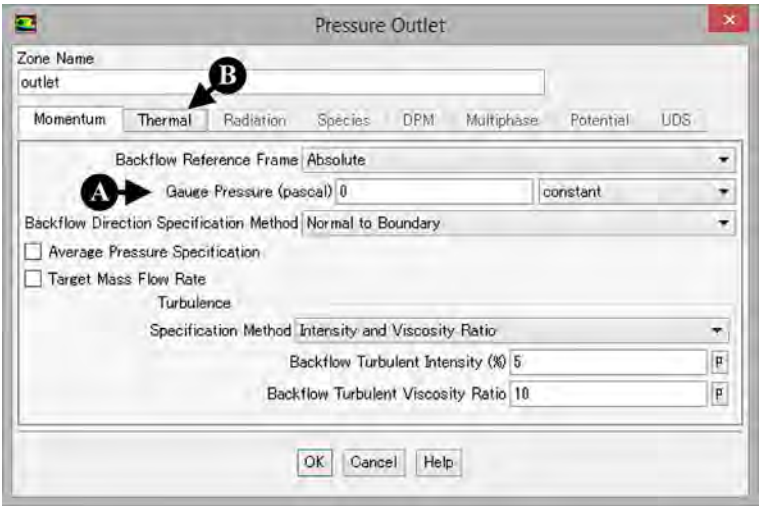 Pressure Outlet
Zone Name
B
outlet
Momentum Thermal Radiation Species DPM Multiphase Potential UDS
Backflow Reference Frame Absolute
A Gauge Pressure (pascal) 0 constant
Backflow Direction Specification Method Normal to Boundary
Average Pressure Specification
Target Mass Flow Rate
Turbulence
Specification Method Intensity and Viscosity Ratio
Backflow Turbulent Intensity (%) 5 P
Backflow Turbulent Viscosity Ratio 10 P
OK Cancel Help